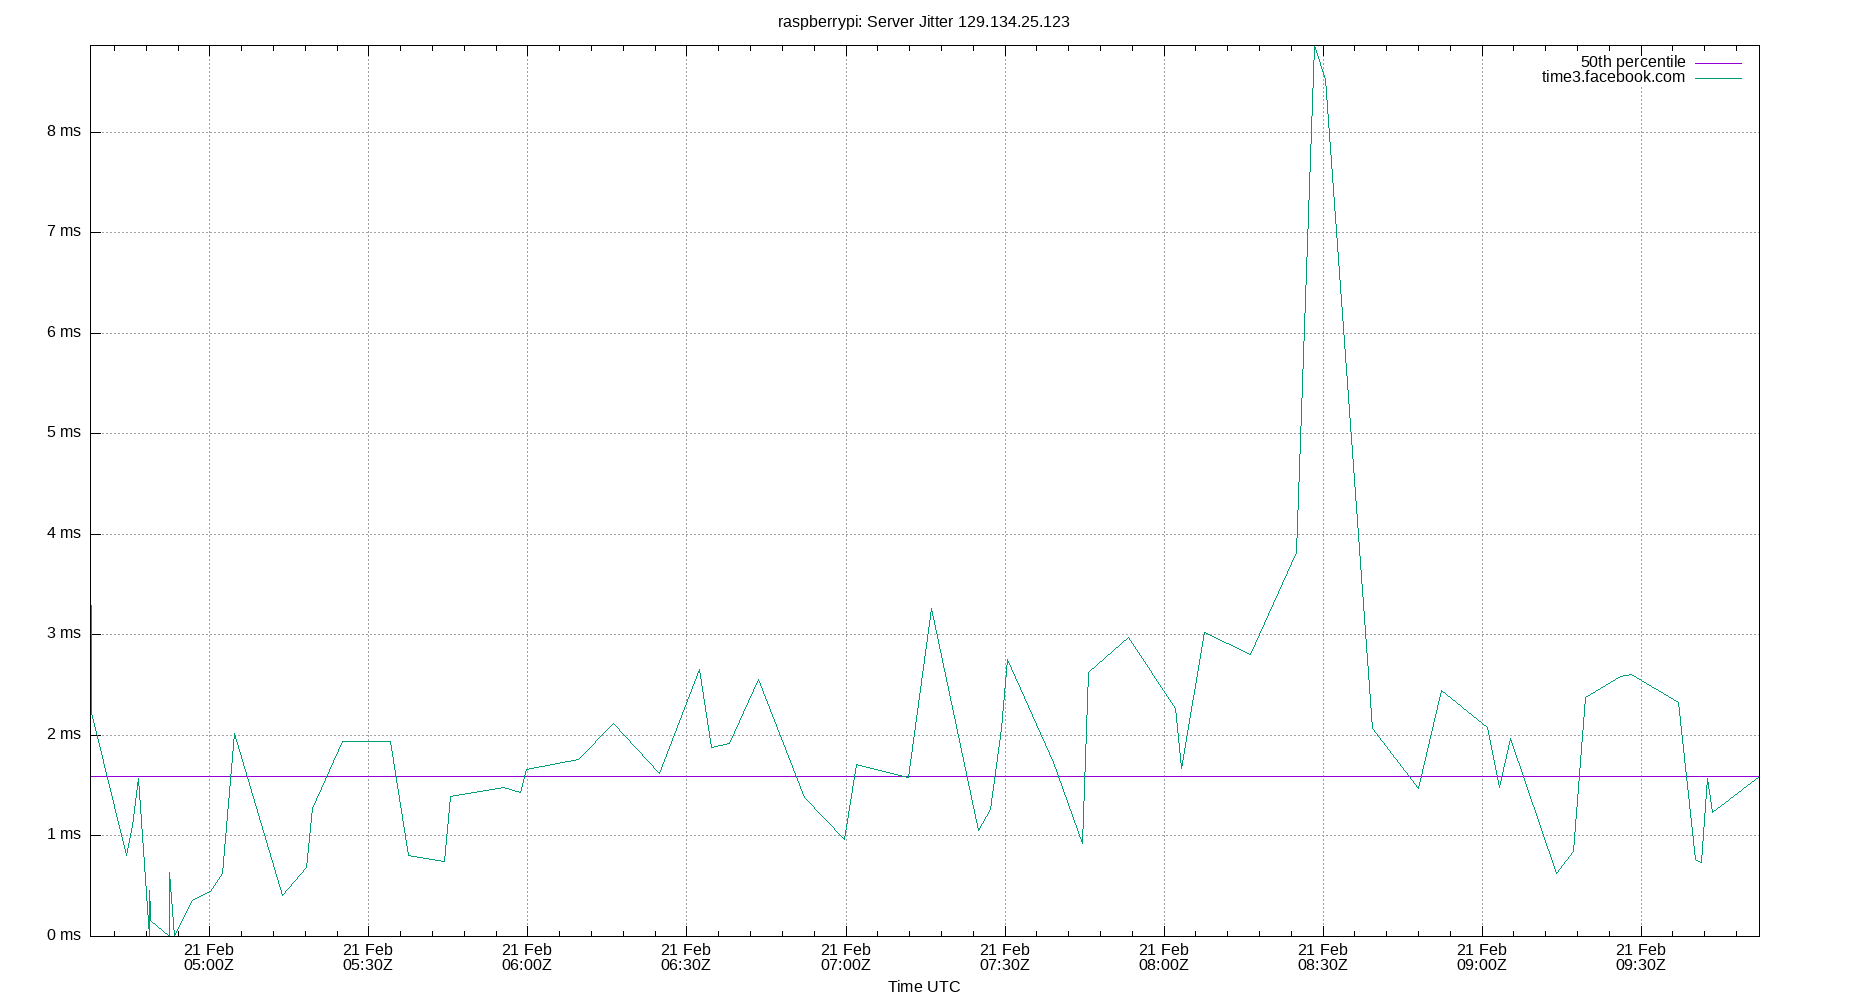 raspberrypi: Server Jitter 129.134.25.123
50th percentile
time3.facebook.com
8 ms
7 ms
6 ms
5 ms
4 ms
3 ms
2 ms
1 ms
0 ms
21 Feb 21 Feb 21 Feb 21 Feb 21 Feb 21 Feb 21 Feb 21 Feb 21 Feb 21 Feb
05:00Z 05:30Z 06:00Z 06:30Z 07:00Z 07:30Z 08:00Z 08:30Z 09:00Z 09:30Z
Time UTC